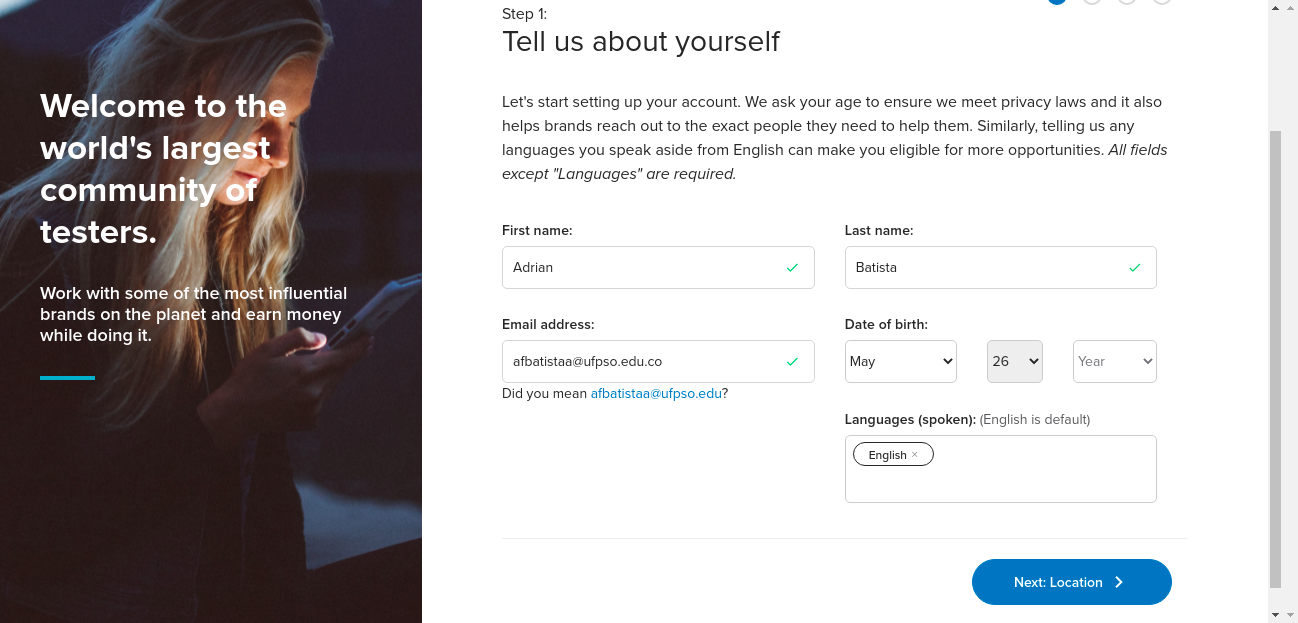 Welcome to the
world's largest
community of
testers.
Work with some of the most influential
brands on the planet and earn money
while doing it.
Step 1:
Tell us about yourself
Let's start setting up your account. We ask your age to ensure we meet privacy laws and it also
helps brands reach out to the exact people they need to help them. Similarly, telling us any
languages you speak aside from English can make you eligible for more opportunities. All fields
except "Languages" are required.
First name:
Last name:
Adrian
Batista
Email address:
Date of birth:
afbatistaa@ufpso.edu.co
May
26
Year
Did you mean afbatistaa@ufpso.edu?
Languages (spoken): (English is default)
English ×
Next: Location